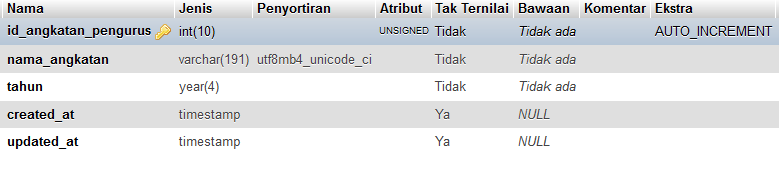 Nama Jenis Penyortiran Atribut Tak Ternilai Bawaan Komentar Ekstra
id_angkatan_pengurus int(10) UNSIGNED Tidak Tidak ada AUTO_INCREMENT
nama_angkatan varchar(191) utf8mb4_unicode_ci Tidak Tidak ada
tahun year(4) Tidak Tidak ada
created_at timestamp Ya NULL
updated_at timestamp Ya NULL